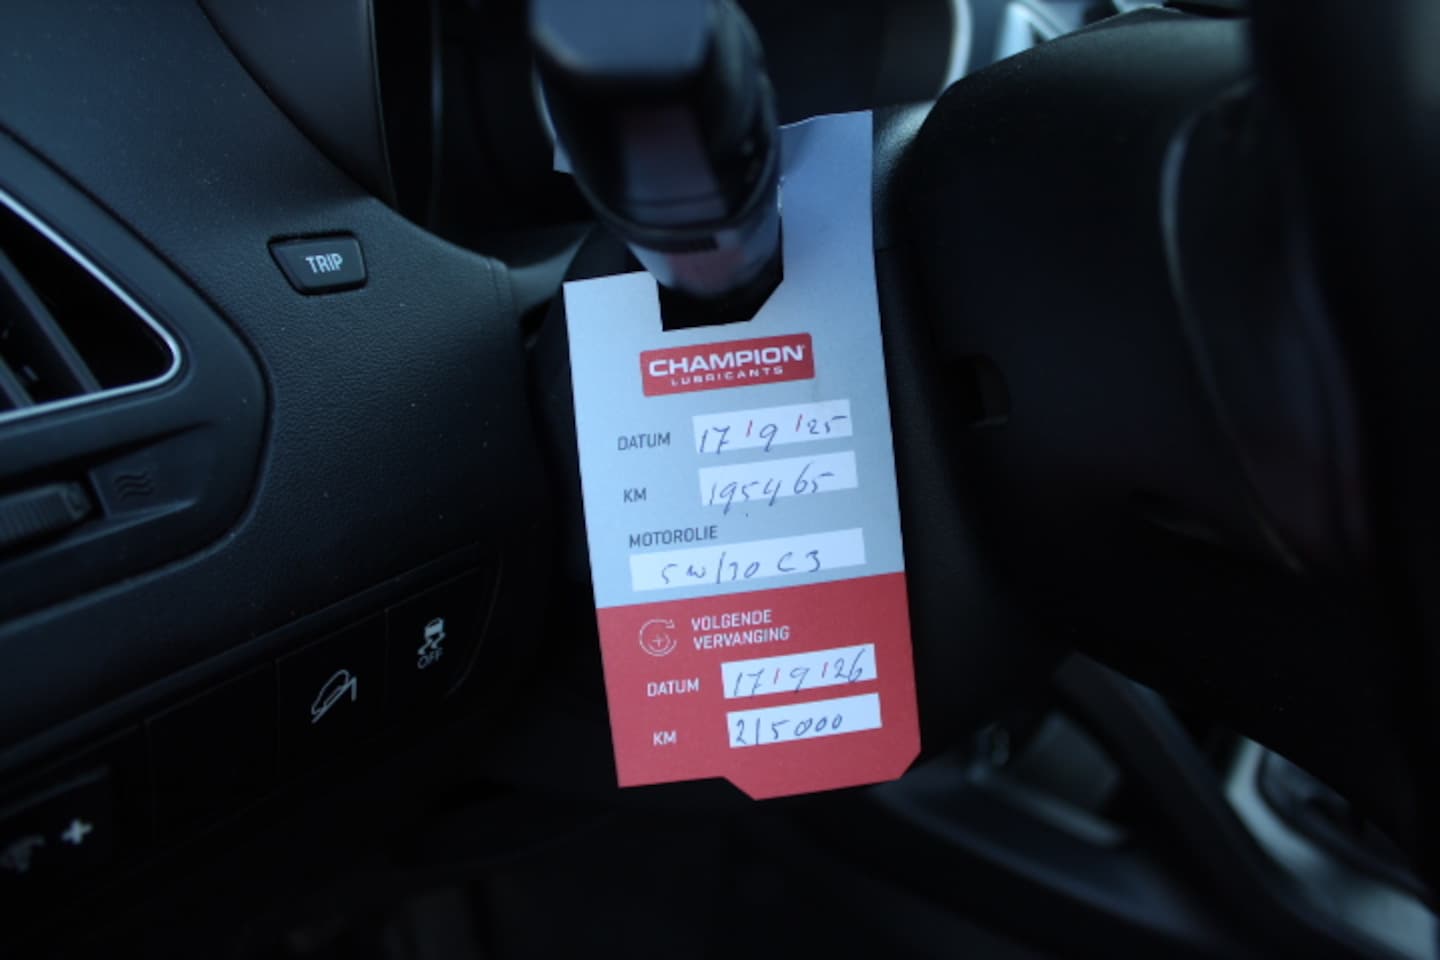 TRIP
CHAMPION
LUBRICANTS
DATUM 17/9/25
KM 195465
MOTOROLIE
5W/30 C3
VOLGENDE
VERVANGING
DATUM 17/9/26
KM 215000
OFF